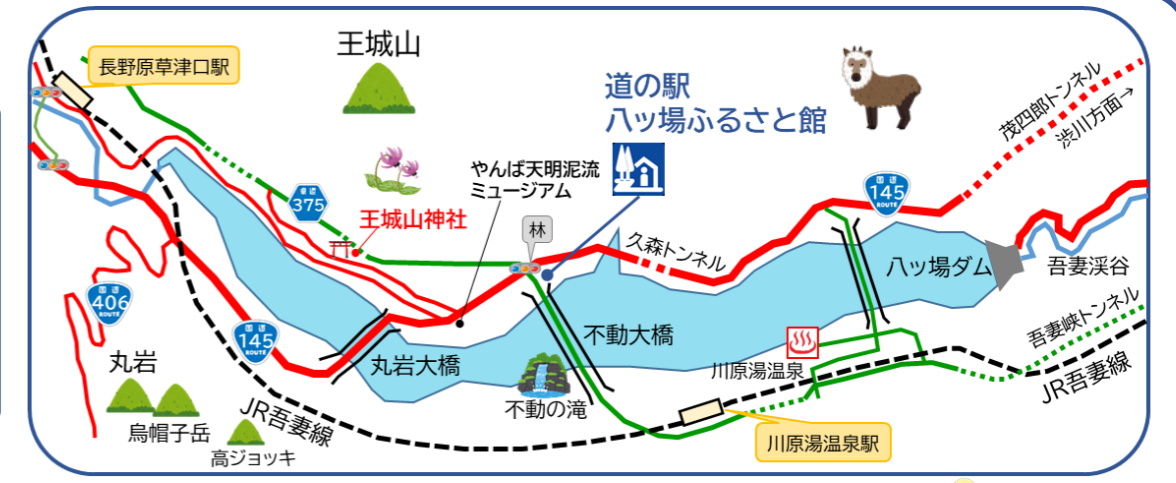 長野原草津口駅
王城山
道の駅
八ッ場ふるさと館
茂四郎トンネル
渋川方面→
やんば天明泥流
ミュージアム
国道
145
ROUTE
県道
375
王城山神社
林
久森トンネル
八ッ場ダム
吾妻渓谷
国道
406
ROUTE
国道
145
ROUTE
丸岩大橋
不動大橋
吾妻峡トンネル
丸岩
川原湯温泉
JR吾妻線
JR吾妻線
不動の滝
烏帽子岳
高ジョッキ
川原湯温泉駅